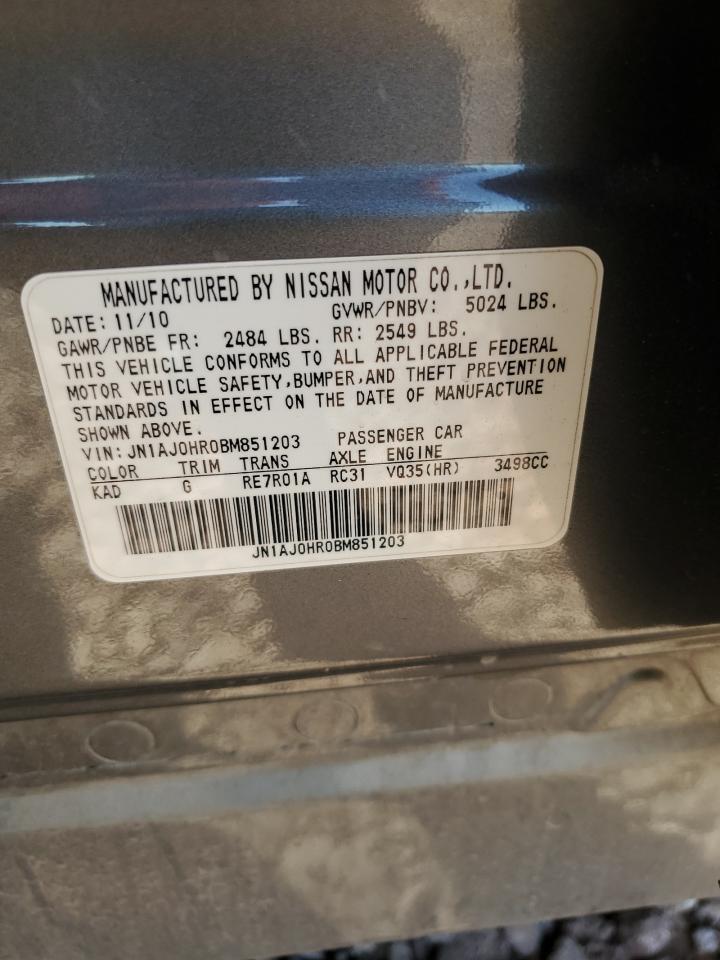 MANUFACTURED BY NISSAN MOTOR CO.,LTD.
DATE: 11/10 GVWR/PNBV: 5024 LBS.
GAWR/PNBE FR: 2484 LBS. RR: 2549 LBS.
THIS VEHICLE CONFORMS TO ALL APPLICABLE FEDERAL
MOTOR VEHICLE SAFETY,BUMPER,AND THEFT PREVENTION
STANDARDS IN EFFECT ON THE DATE OF MANUFACTURE
SHOWN ABOVE.
VIN: JN1AJ0HR0BM851203 PASSENGER CAR
COLOR TRIM TRANS AXLE ENGINE
KAD G RE7R01A RC31 VQ35(HR) 3498CC
JN1AJ0HR0BM851203